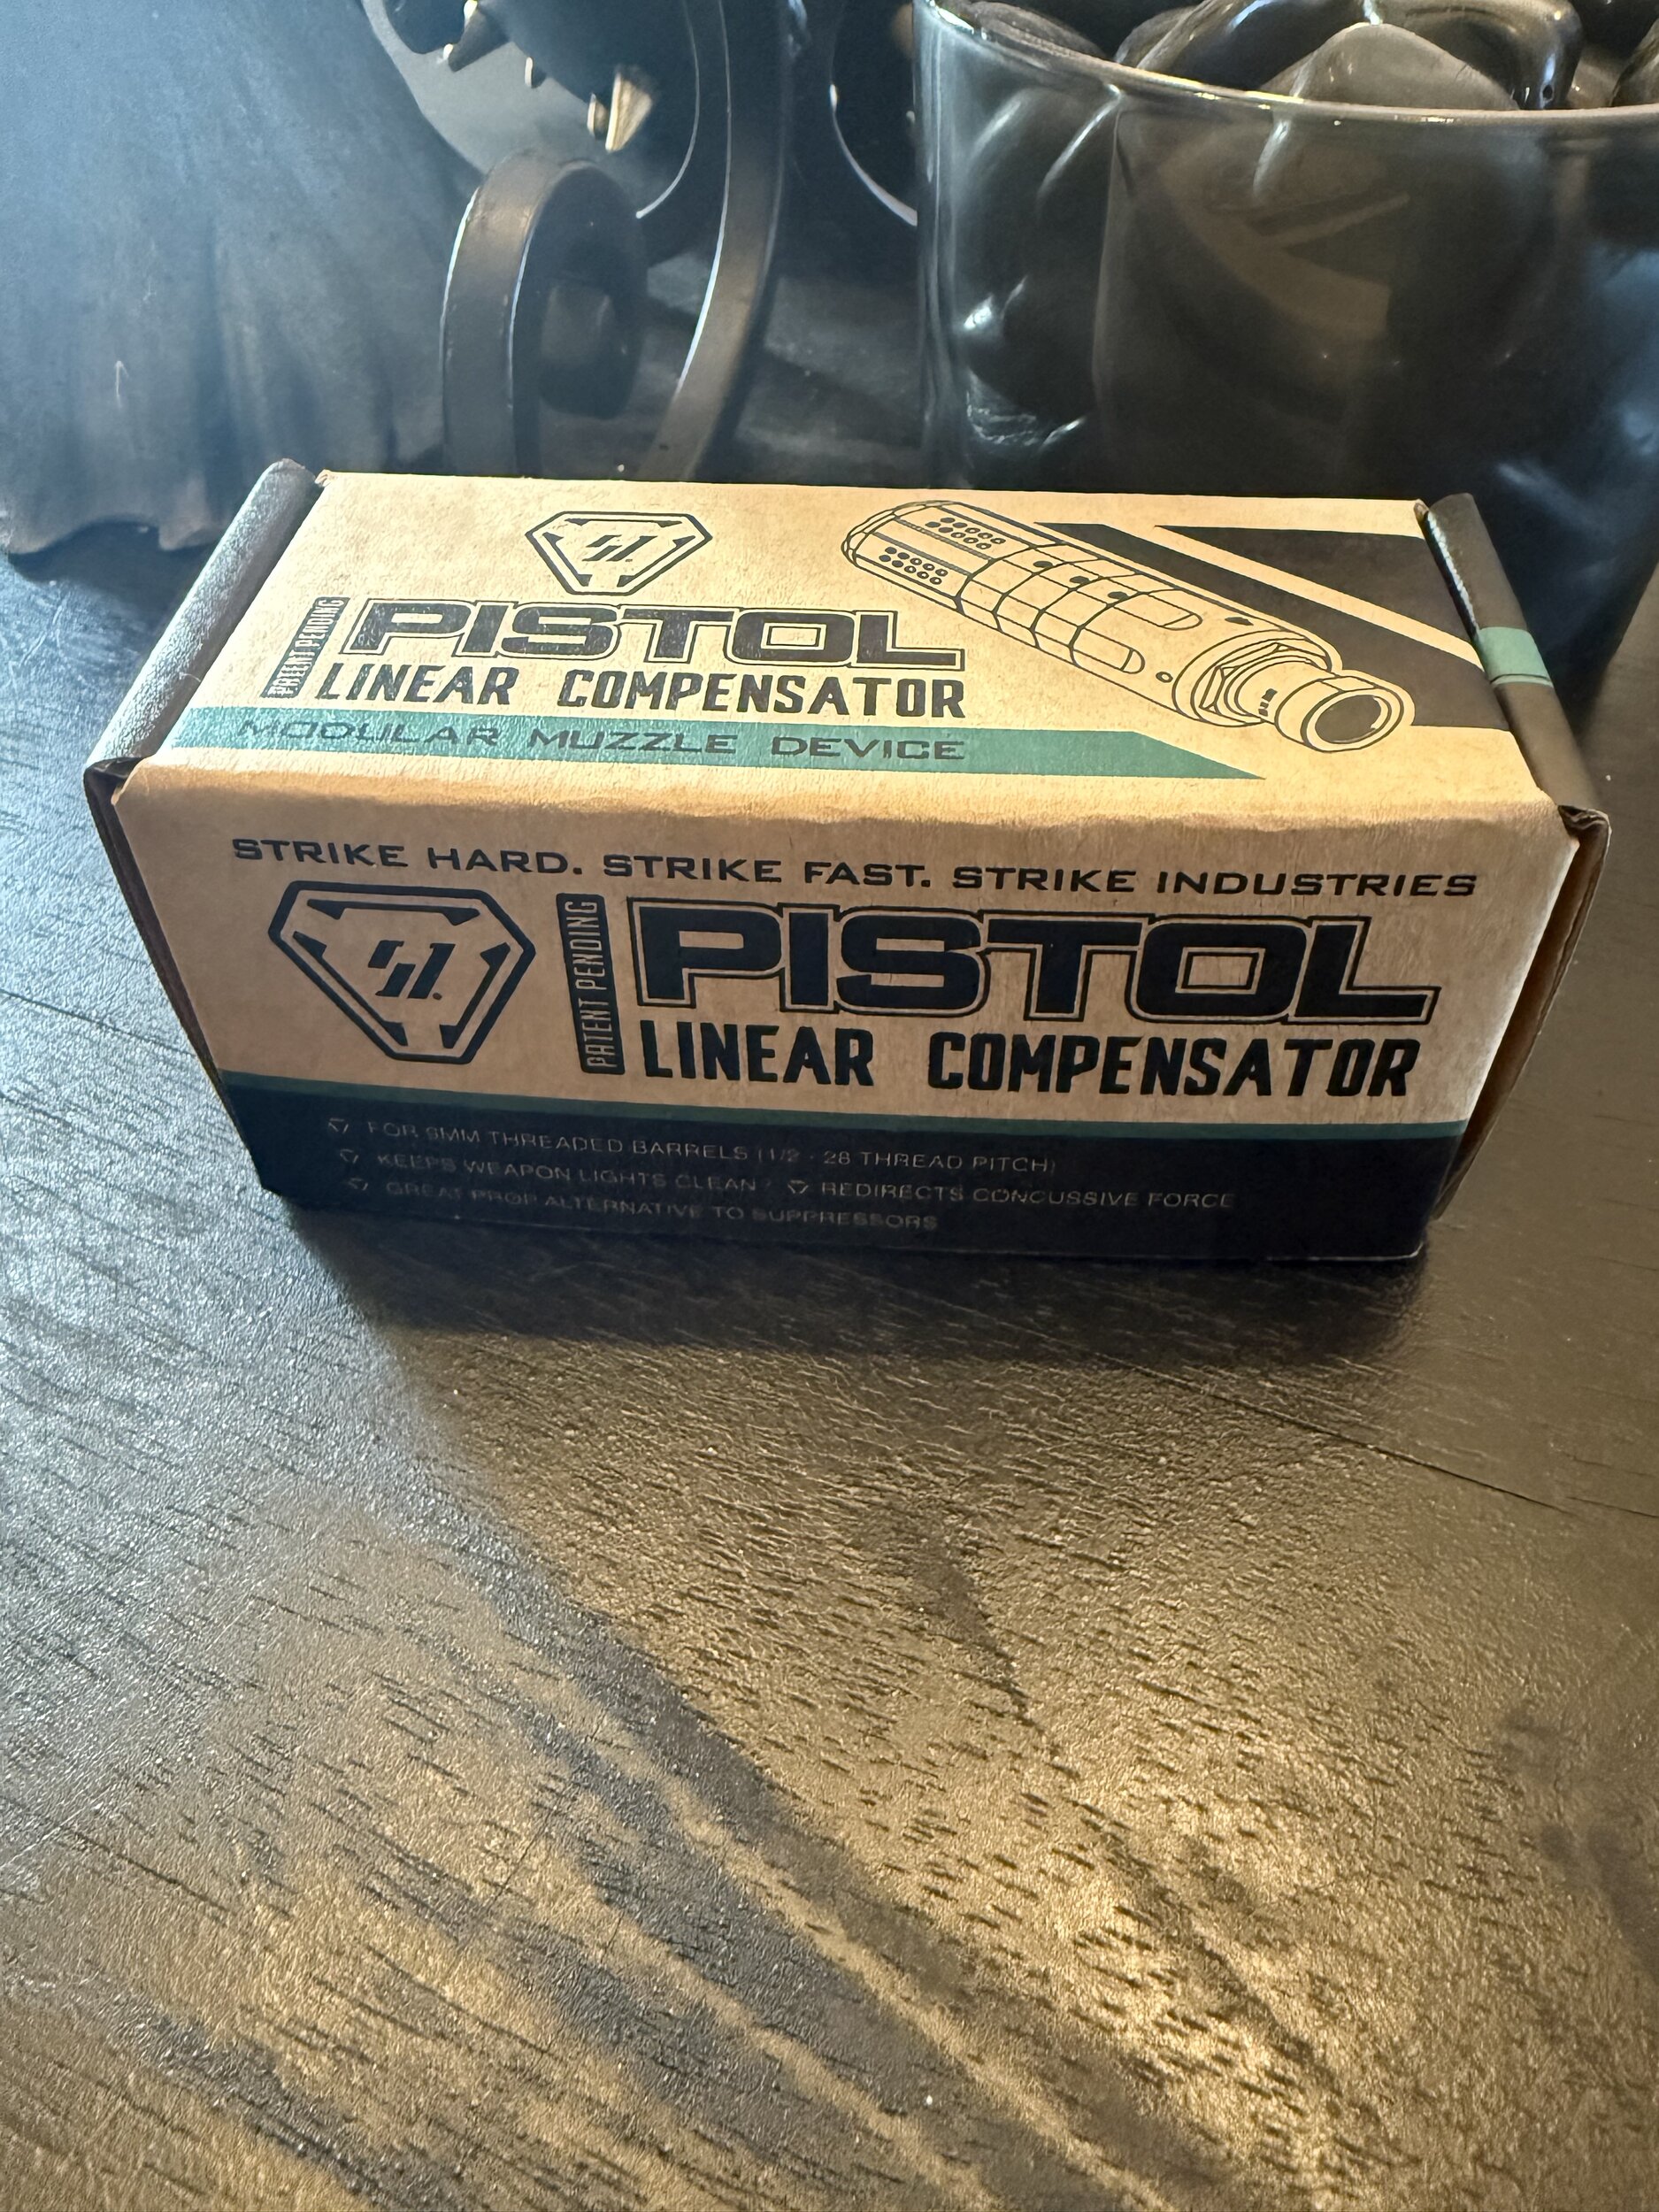 PATENT PENDING
PISTOL
LINEAR COMPENSATOR
MODULAR MUZZLE DEVICE
STRIKE HARD. STRIKE FAST. STRIKE INDUSTRIES
PATENT PENDING
PISTOL
LINEAR COMPENSATOR
FOR 9MM THREADED BARRELS (1/2 - 28 THREAD PITCH)
KEEPS WEAPON LIGHTS CLEAN REDIRECTS CONCUSSIVE FORCE
GREAT PROP ALTERNATIVE TO SUPPRESSORS